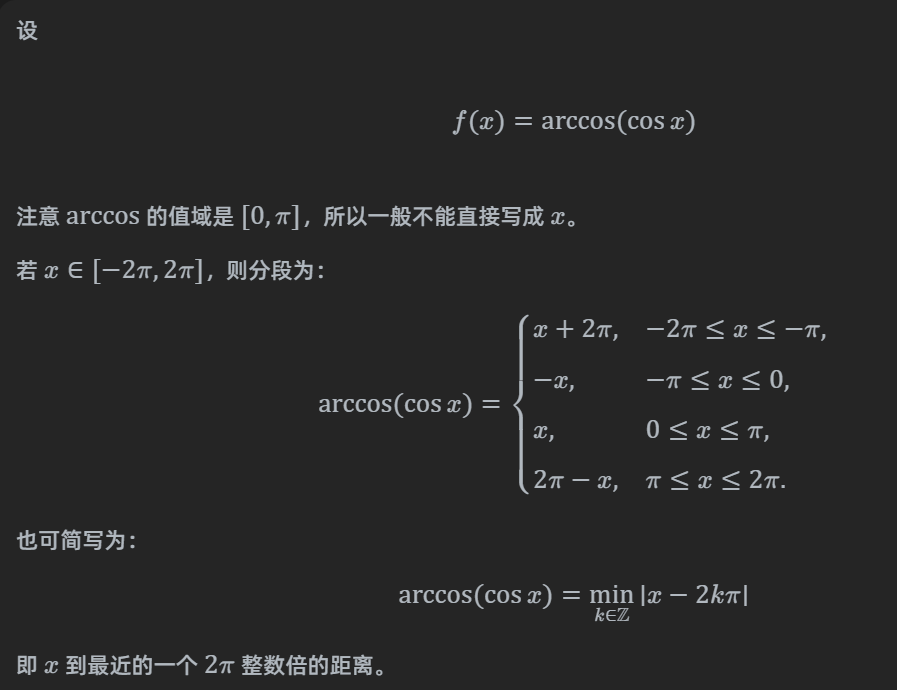 设
f(x) = arccos(cos x)
注意 arccos 的值域是 [0, π]，所以一般不能直接写成 x。
若 x ∈ [−2π, 2π]，则分段为：
arccos(cos x) = { x + 2π, −2π ≤ x ≤ −π,
−x, −π ≤ x ≤ 0,
x, 0 ≤ x ≤ π,
2π − x, π ≤ x ≤ 2π.
也可简写为：
arccos(cos x) = min k∈ℤ |x − 2kπ|
即 x 到最近的一个 2π 整数倍的距离。